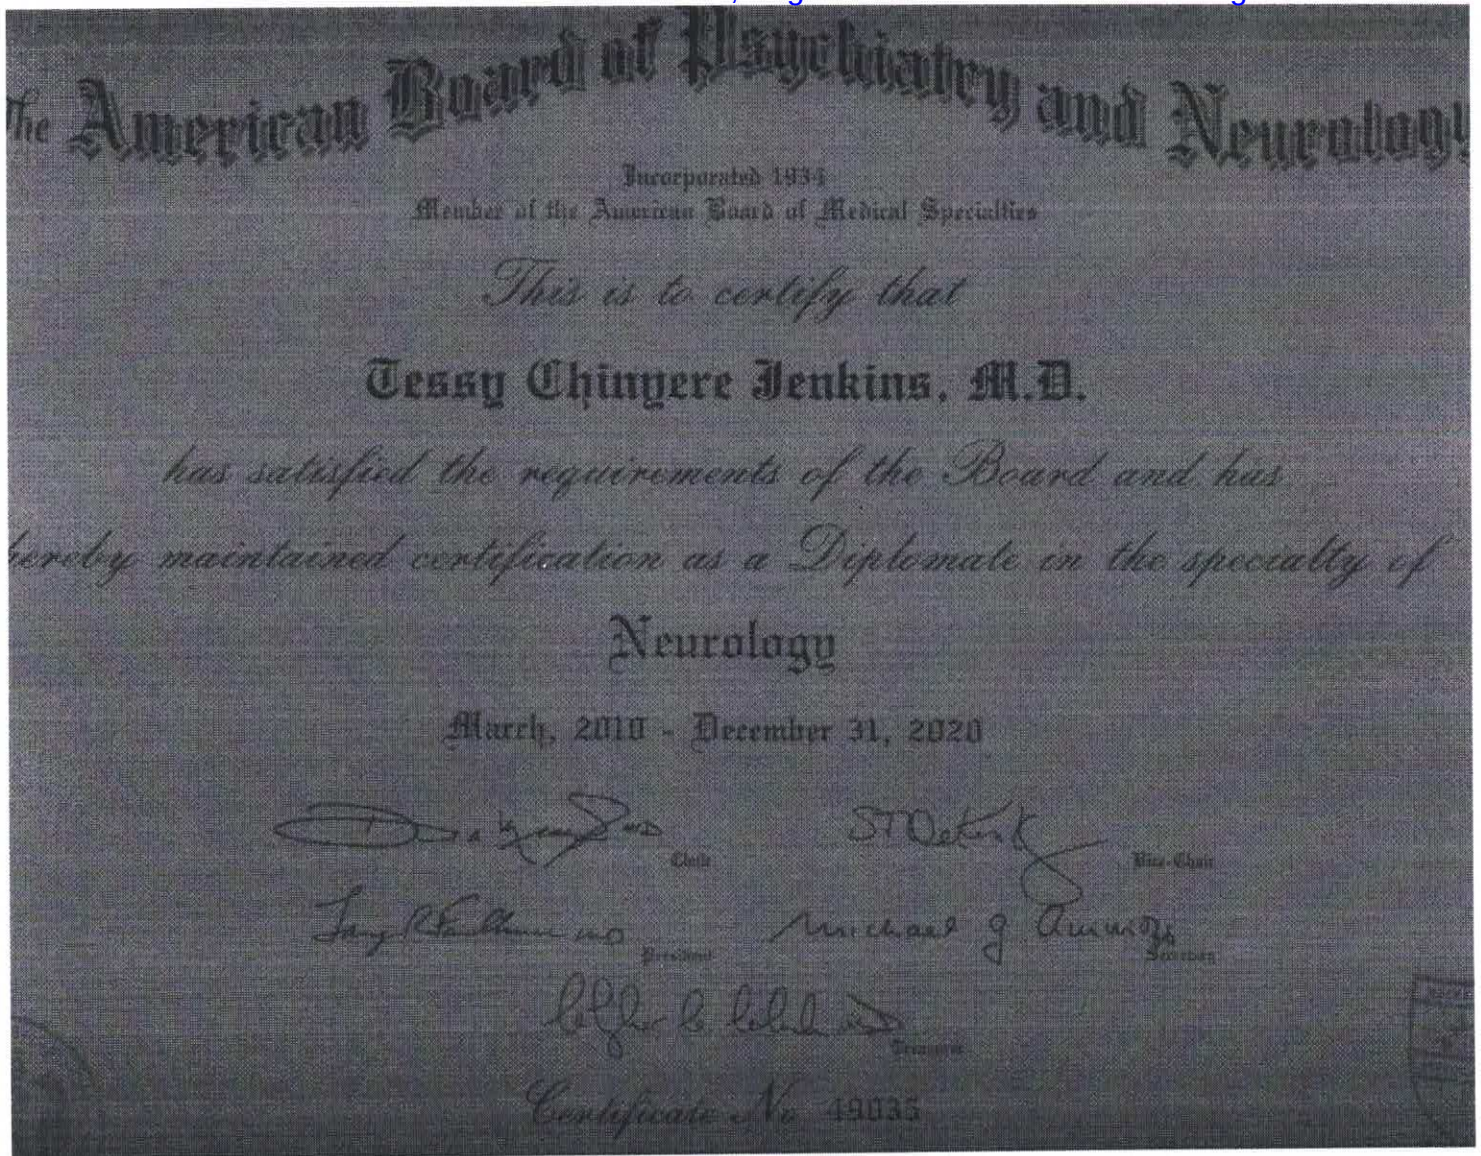 The American Board of Psychiatry and Neurology
Incorporated 1934
Member of the American Board of Medical Specialties
This is to certify that
Tessy Chinyere Jenkins, M.D.
has satisfied the requirements of the Board and has
hereby maintained certification as a Diplomate in the specialty of
Neurology
March, 2010 - December 31, 2020
Chair
Vice-Chair
President
Michael J
Secretary
Treasurer
Certificate No 49035